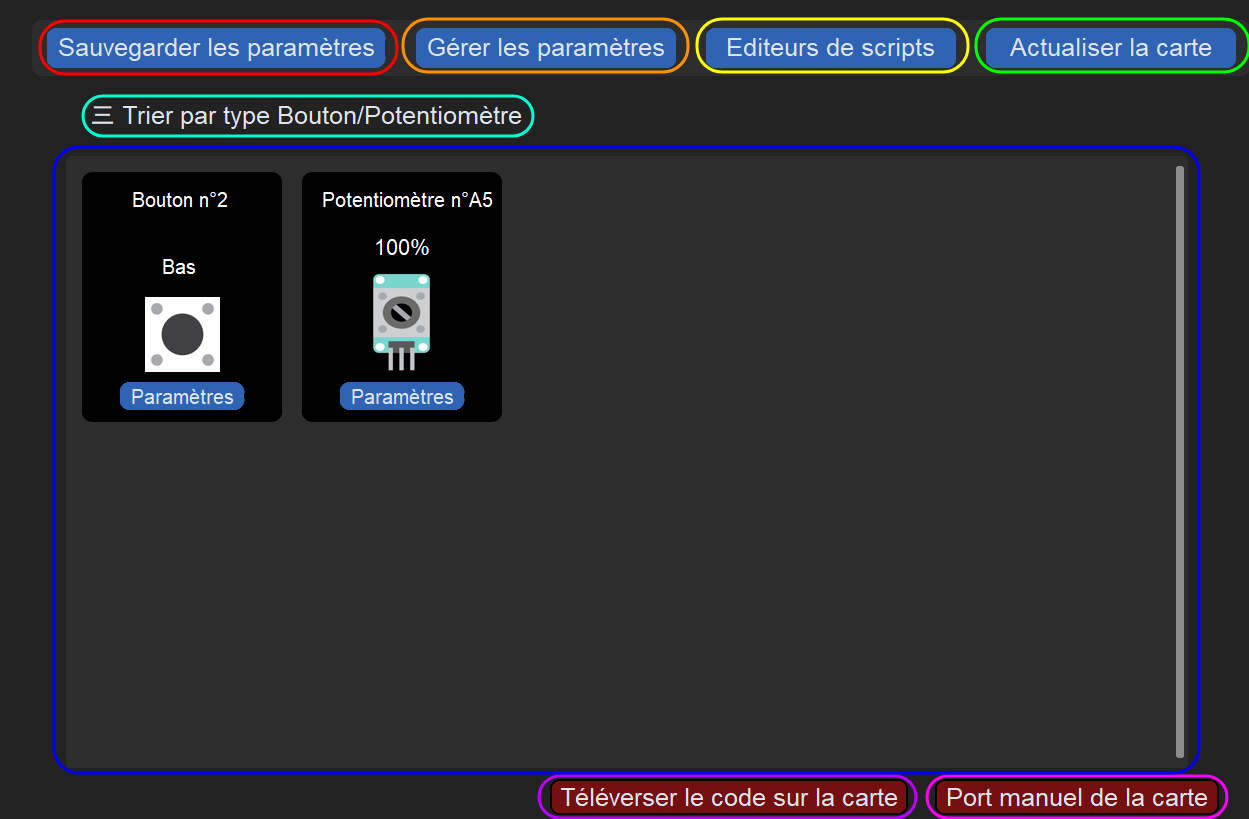 Sauvegarder les paramètres
Gérer les paramètres
Editeurs de scripts
Actualiser la carte
Trier par type Bouton/Potentiomètre
Bouton n°2
Bas
Paramètres
Potentiomètre n°A5
100%
Paramètres
Téléverser le code sur la carte
Port manuel de la carte